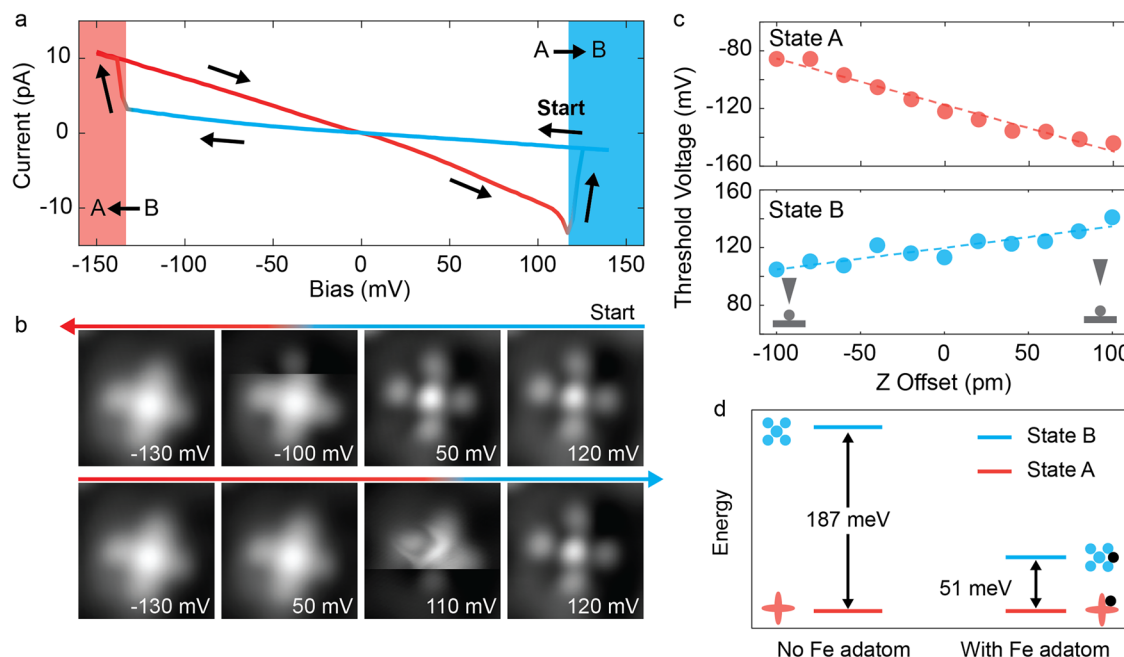 a
Current (pA)
10
0
-10
A → B
Start
A ← B
-150
-100
-50
0
50
100
150
Bias (mV)
b
Start
-130 mV
-100 mV
50 mV
120 mV
-130 mV
50 mV
110 mV
120 mV
c
Threshold Voltage (mV)
State A
-80
-120
-160
State B
160
140
120
100
80
-100
-50
0
50
100
Z Offset (pm)
d
Energy
State B
State A
187 meV
51 meV
No Fe adatom
With Fe adatom